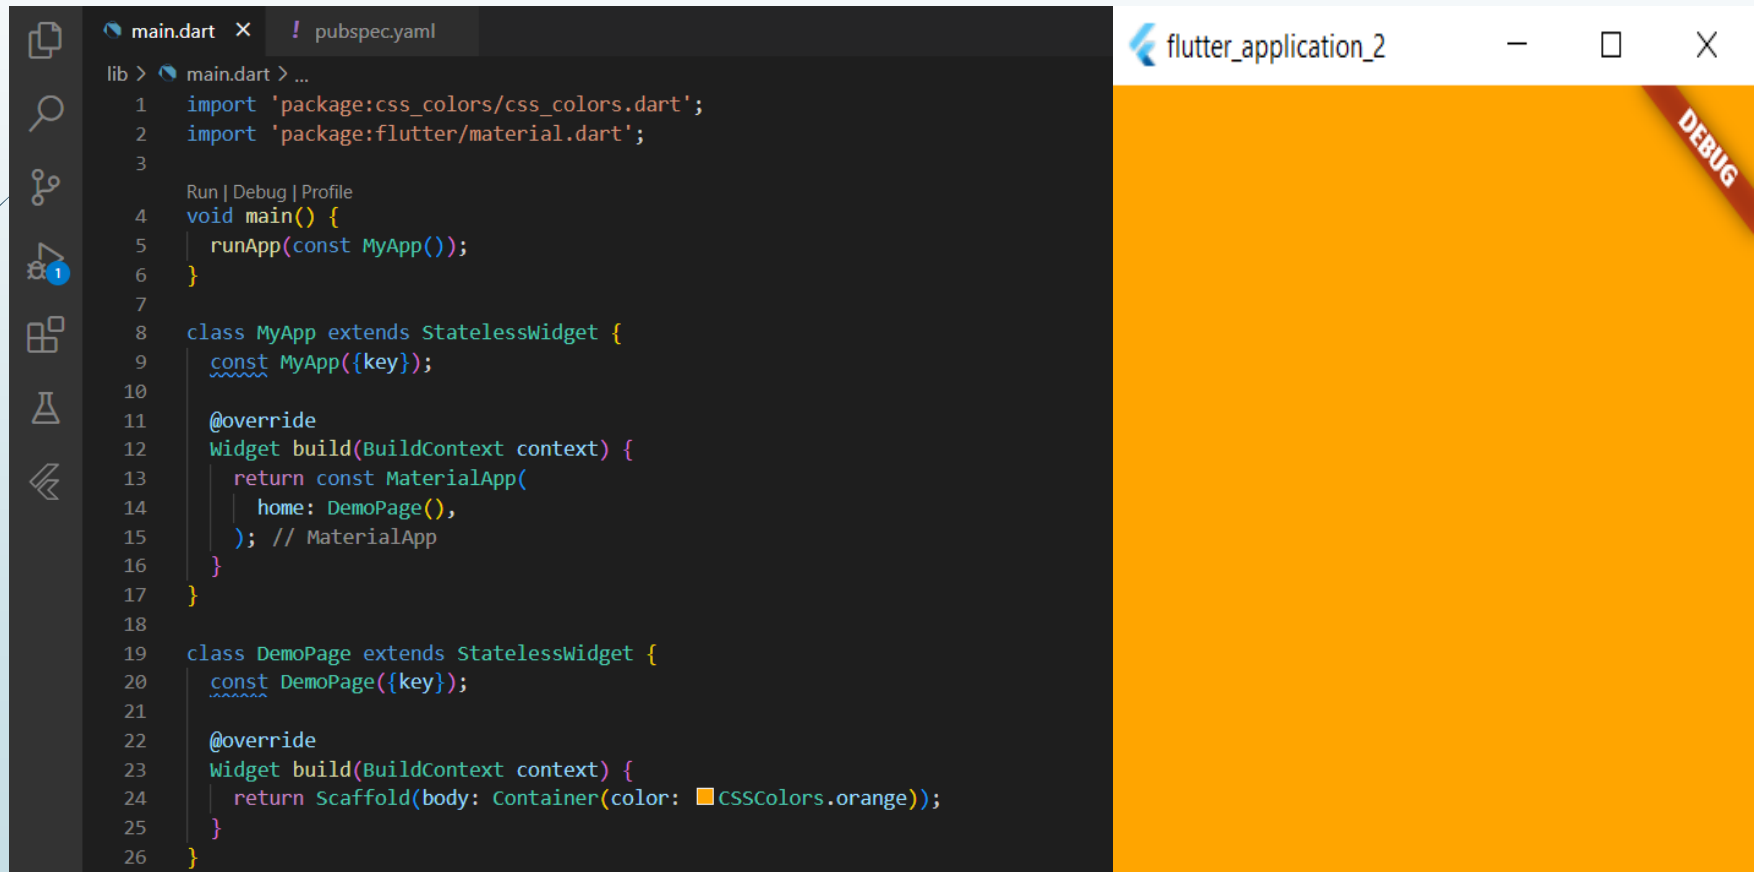 main.dart × ! pubspec.yaml
lib > main.dart > ...
1 import 'package:css_colors/css_colors.dart';
2 import 'package:flutter/material.dart';
3
Run | Debug | Profile
4 void main() {
5   runApp(const MyApp());
6 }
7
8 class MyApp extends StatelessWidget {
9   const MyApp({key});
10
11   @override
12   Widget build(BuildContext context) {
13     return const MaterialApp(
14       home: DemoPage(),
15     ); // MaterialApp
16   }
17 }
18
19 class DemoPage extends StatelessWidget {
20   const DemoPage({key});
21
22   @override
23   Widget build(BuildContext context) {
24     return Scaffold(body: Container(color: CSSColors.orange));
25   }
26 }
1
flutter_application_2
DEBUG